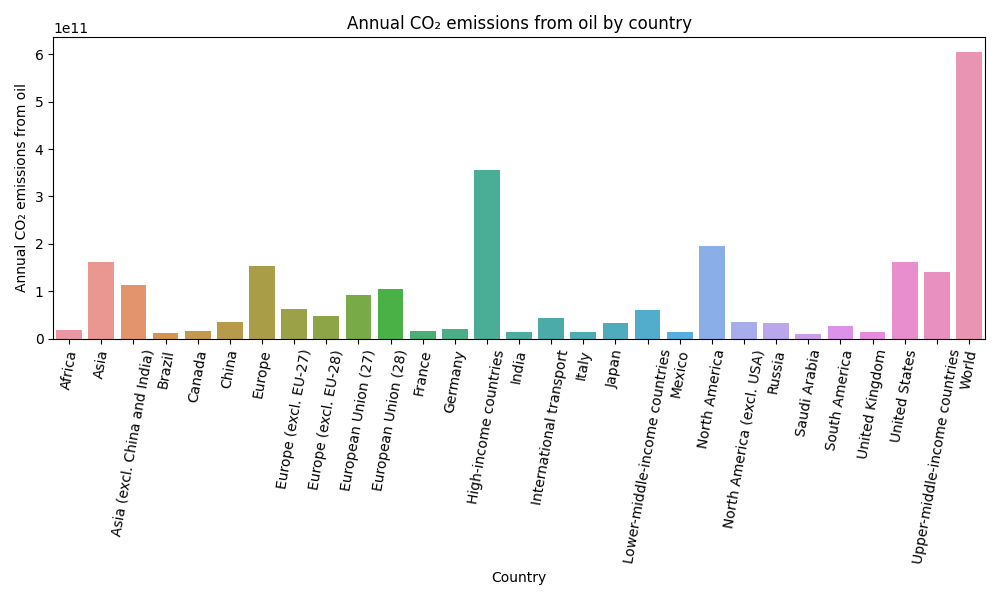 Annual CO₂ emissions from oil by country
1e11
Annual CO₂ emissions from oil
6
5
4
3
2
1
0
Africa
Asia
Asia (excl. China and India)
Brazil
Canada
China
Europe
Europe (excl. EU-27)
Europe (excl. EU-28)
European Union (27)
European Union (28)
France
Germany
High-income countries
India
International transport
Italy
Japan
Lower-middle-income countries
Mexico
North America
North America (excl. USA)
Russia
Saudi Arabia
South America
United Kingdom
United States
Upper-middle-income countries
World
Country